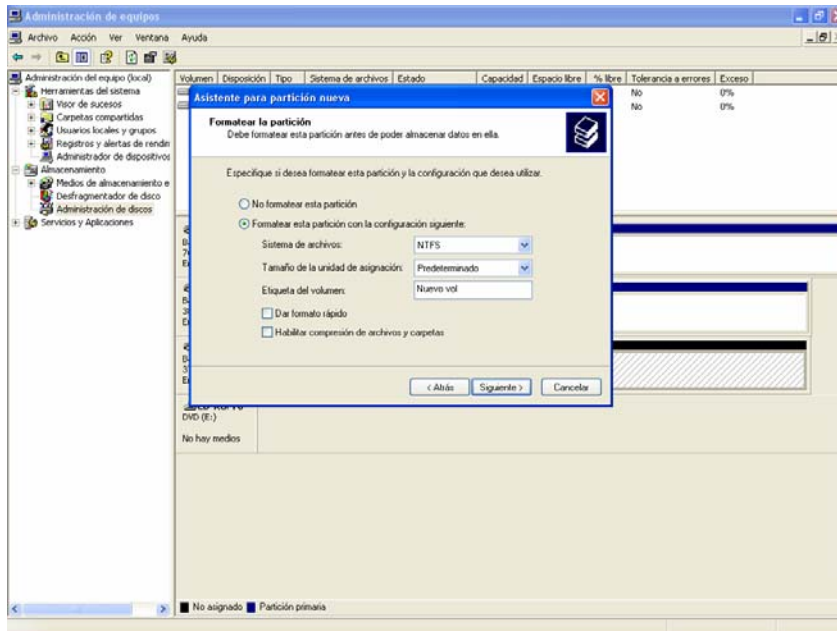 Administración de equipos
Archivo Acción Ver Ventana Ayuda
Administración del equipo (local)
Herramientas del sistema
Visor de sucesos
Carpetas compartidas
Usuarios locales y grupos
Registros y alertas de rendin
Administrador de dispositivos
Almacenamiento
Medios de almacenamiento e
Desfragmentador de disco
Administración de discos
Servicios y Aplicaciones
Volumen Disposición Tipo Sistema de archivos Estado Capacidad Espacio libre % libre Tolerancia a errores Exceso
No 0%
No 0%
Asistente para partición nueva
Formatear la partición
Debe formatear esta partición antes de poder almacenar datos en ella.
Especifique si desea formatear esta partición y la configuración que desea utilizar.
No formatear esta partición
Formatear esta partición con la configuración siguiente:
Sistema de archivos: NTFS
Tamaño de la unidad de asignación: Predeterminado
Etiqueta del volumen: Nuevo vol
Dar formato rápido
Habilitar compresión de archivos y carpetas
< Atrás Siguiente > Cancelar
DVD (E:)
No hay medios
No asignado Partición primaria